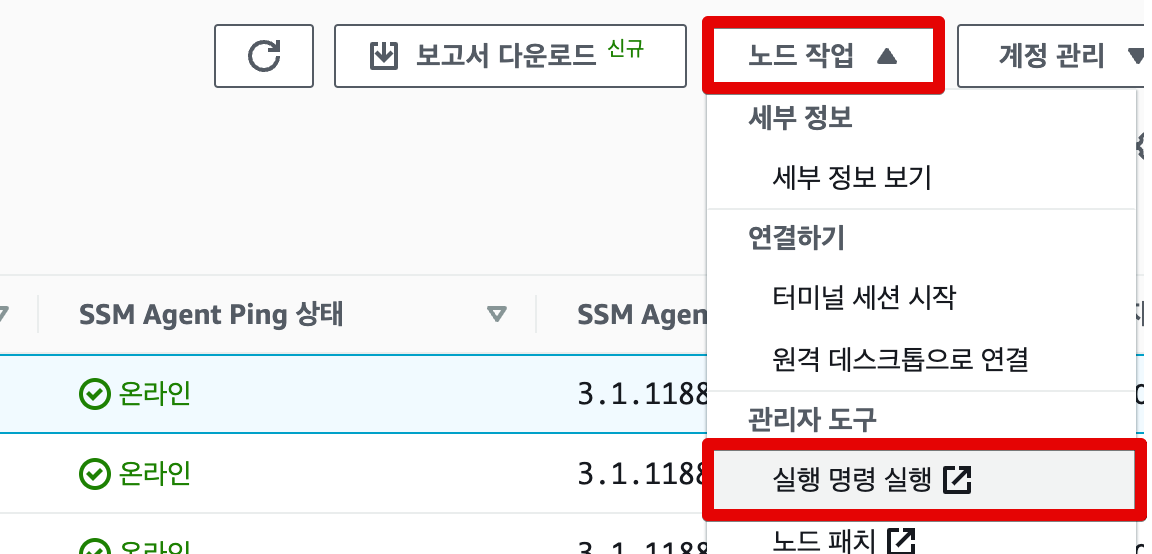 보고서 다운로드 신규
노드 작업
계정 관리
세부 정보
세부 정보 보기
연결하기
터미널 세션 시작
원격 데스크톱으로 연결
관리자 도구
실행 명령 실행
노드 패치
SSM Agent Ping 상태
SSM Agen
온라인
3.1.1188
온라인
3.1.1188
온라인
3.1.1188